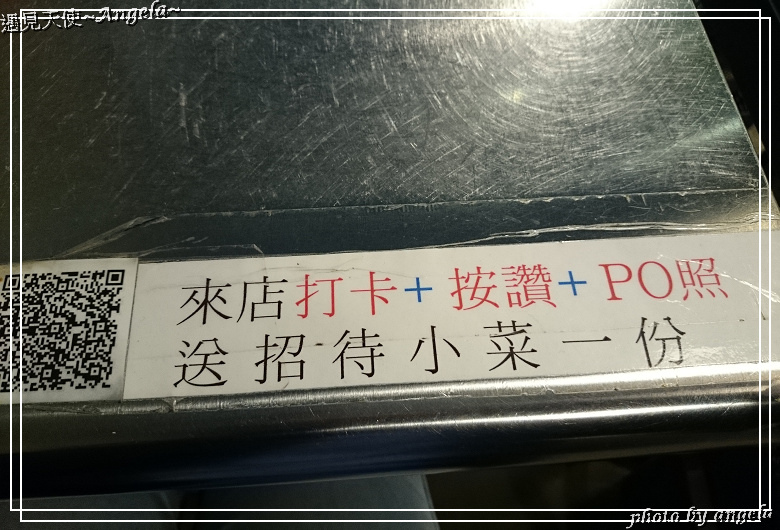 遇見天使~Angela~
來店打卡+按讚+PO照
送招待小菜一份
photo by angela